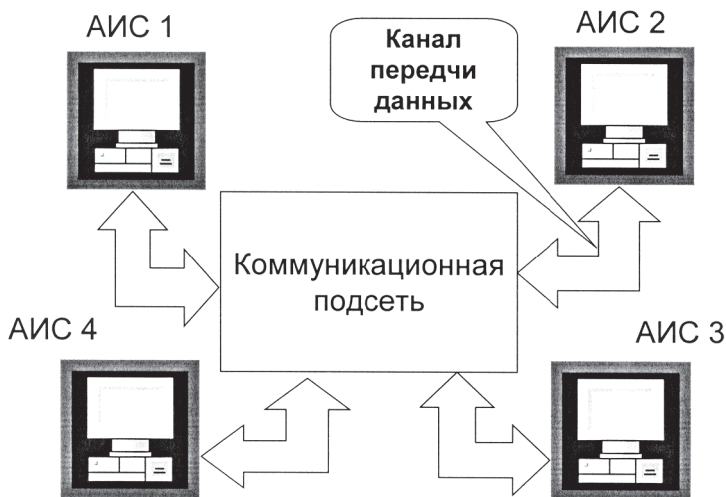 АИС 1
АИС 2
Канал
передчи
данных
Коммуникационная
подсеть
АИС 4
АИС 3